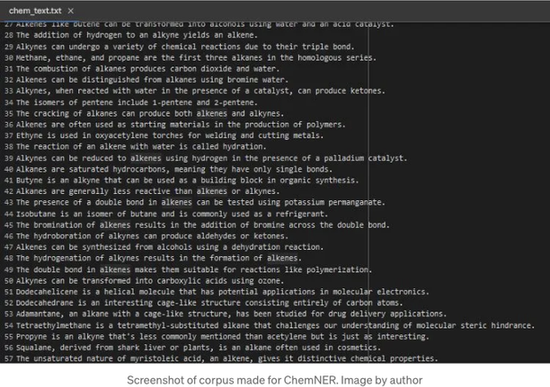 chem_text.txt ×
27 Alkenes like butene can be transformed into alcohols using water and an acid catalyst.
28 The addition of hydrogen to an alkyne yields an alkene.
29 Alkynes can undergo a variety of chemical reactions due to their triple bond.
30 Methane, ethane, and propane are the first three alkanes in the homologous series.
31 The combustion of alkanes produces carbon dioxide and water.
32 Alkenes can be distinguished from alkanes using bromine water.
33 Alkynes, when reacted with water in the presence of a catalyst, can produce ketones.
34 The isomers of pentene include 1-pentene and 2-pentene.
35 The cracking of alkanes can produce both alkenes and alkynes.
36 Alkenes are often used as starting materials in the production of polymers.
37 Ethyne is used in oxyacetylene torches for welding and cutting metals.
38 The reaction of an alkene with water is called hydration.
39 Alkynes can be reduced to alkenes using hydrogen in the presence of a palladium catalyst.
40 Alkanes are saturated hydrocarbons, meaning they have only single bonds.
41 Butyne is an alkyne that can be used as a building block in organic synthesis.
42 Alkanes are generally less reactive than alkenes or alkynes.
43 The presence of a double bond in alkenes can be tested using potassium permanganate.
44 Isobutane is an isomer of butane and is commonly used as a refrigerant.
45 The bromination of alkenes results in the addition of bromine across the double bond.
46 The hydroboration of alkynes can produce aldehydes or ketones.
47 Alkenes can be synthesized from alcohols using a dehydration reaction.
48 The hydrogenation of alkynes results in the formation of alkenes.
49 The double bond in alkenes makes them suitable for reactions like polymerization.
50 Alkynes can be transformed into carboxylic acids using ozone.
51 Dodecahelicene is a helical molecule that has potential applications in molecular electronics.
52 Dodecahedrane is an interesting cage-like structure consisting entirely of carbon atoms.
53 Adamantane, an alkane with a cage-like structure, has been studied for drug delivery applications.
54 Tetraethylmethane is a tetramethyl-substituted alkane that challenges our understanding of molecular steric hindrance.
55 Propyne is an alkyne that's less commonly mentioned than acetylene but is just as interesting.
56 Squalane, derived from shark liver or plants, is an alkane often used in cosmetics.
57 The unsaturated nature of myristoleic acid, an alkene, gives it distinctive chemical properties.
Screenshot of corpus made for ChemNER. Image by author